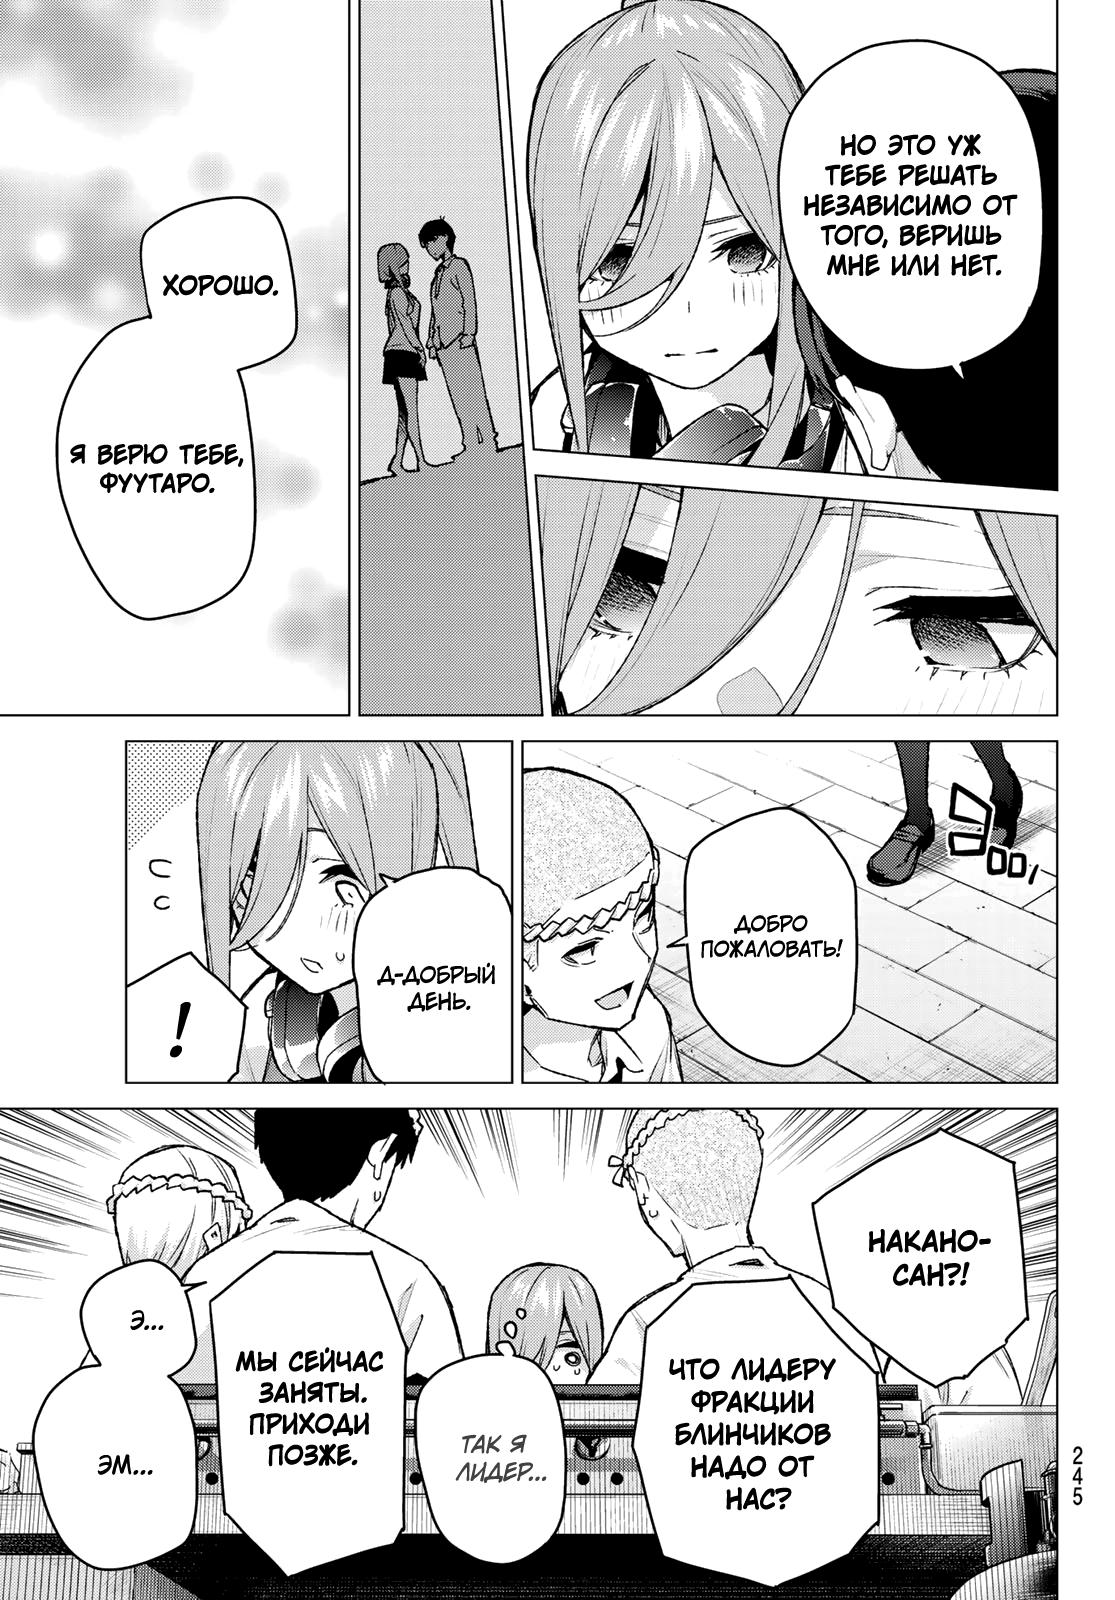 НО ЭТО УЖ
ТЕБЕ РЕШАТЬ
НЕЗАВИСИМО ОТ
ТОГО, ВЕРИШЬ
МНЕ ИЛИ НЕТ.
ХОРОШО.
Я ВЕРЮ ТЕБЕ,
ФУУТАРО.
ДОБРО
ПОЖАЛОВАТЬ!
Д-ДОБРЫЙ
ДЕНЬ.
!
НАКАНО-
САН?!
ЧТО ЛИДЕРУ
ФРАКЦИИ
БЛИНЧИКОВ
НАДО ОТ
НАС?
ТАК Я
ЛИДЕР...
МЫ СЕЙЧАС
ЗАНЯТЫ.
ПРИХОДИ
ПОЗЖЕ.
Э...
ЭМ...
245